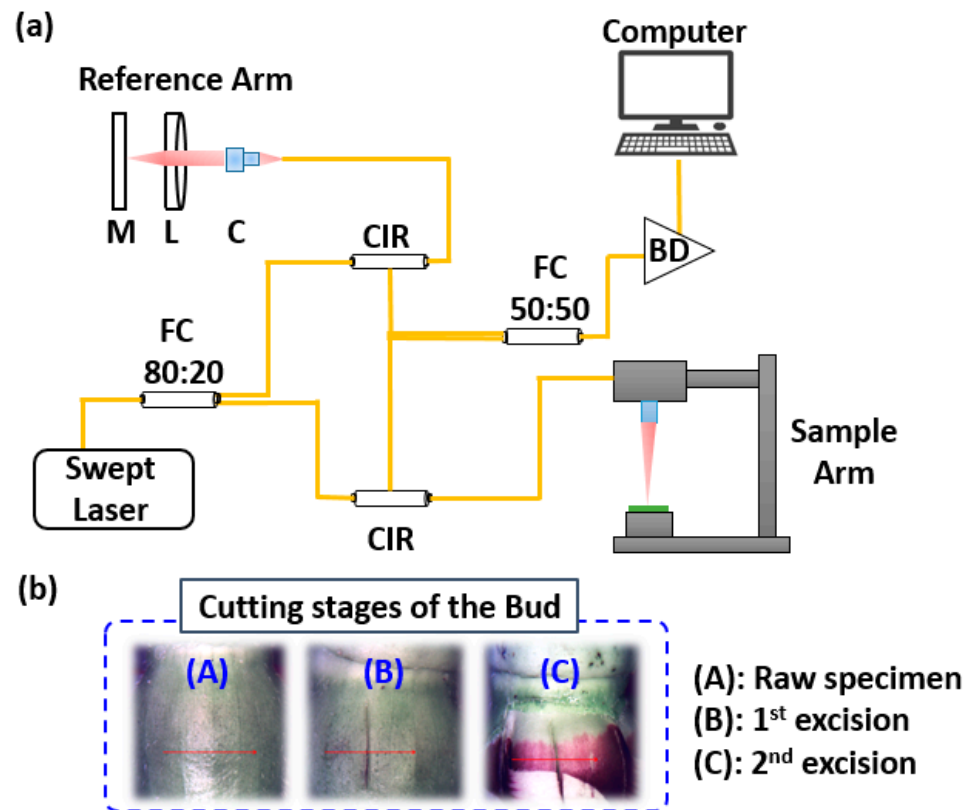 (a)
Computer
Reference Arm
M L C
CIR
BD
FC
50:50
FC
80:20
Swept
Laser
Sample
Arm
CIR
(b)
Cutting stages of the Bud
(A) (B) (C)
(A): Raw specimen
(B): 1st excision
(C): 2nd excision